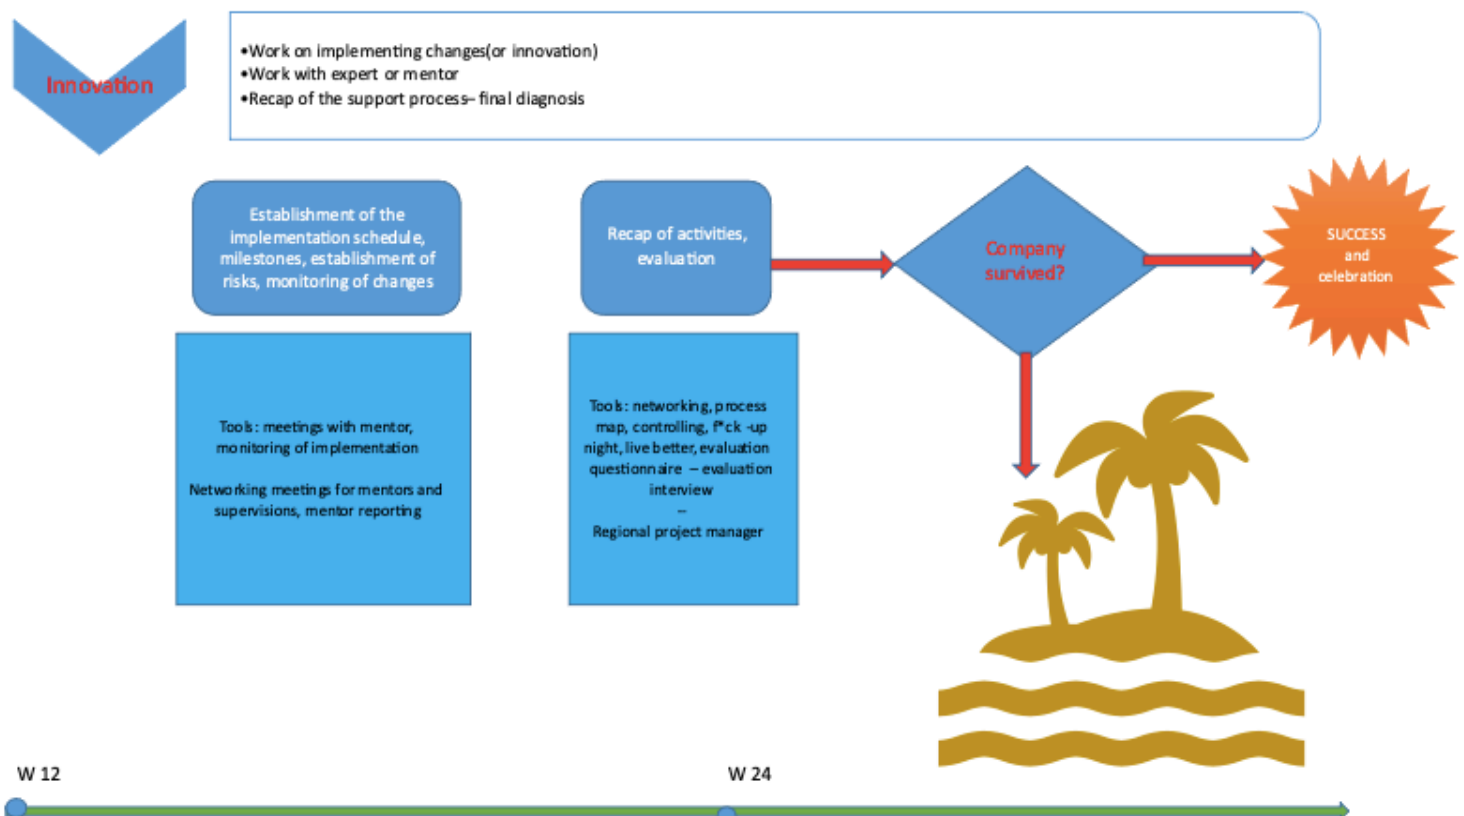 Innovation
•Work on implementing changes(or innovation)
•Work with expert or mentor
•Recap of the support process– final diagnosis
Establishment of the
implementation schedule,
milestones, establishment of
risks, monitoring of changes
Recap of activities,
evaluation
Company
survived?
SUCCESS
and
celebration
Tools: meetings with mentor,
monitoring of implementation
Networking meetings for mentors and
supervisions, mentor reporting
Tools: networking, process
map, controlling, f*ck -up
night, live better, evaluation
questionnaire – evaluation
interview
–
Regional project manager
W 12
W 24